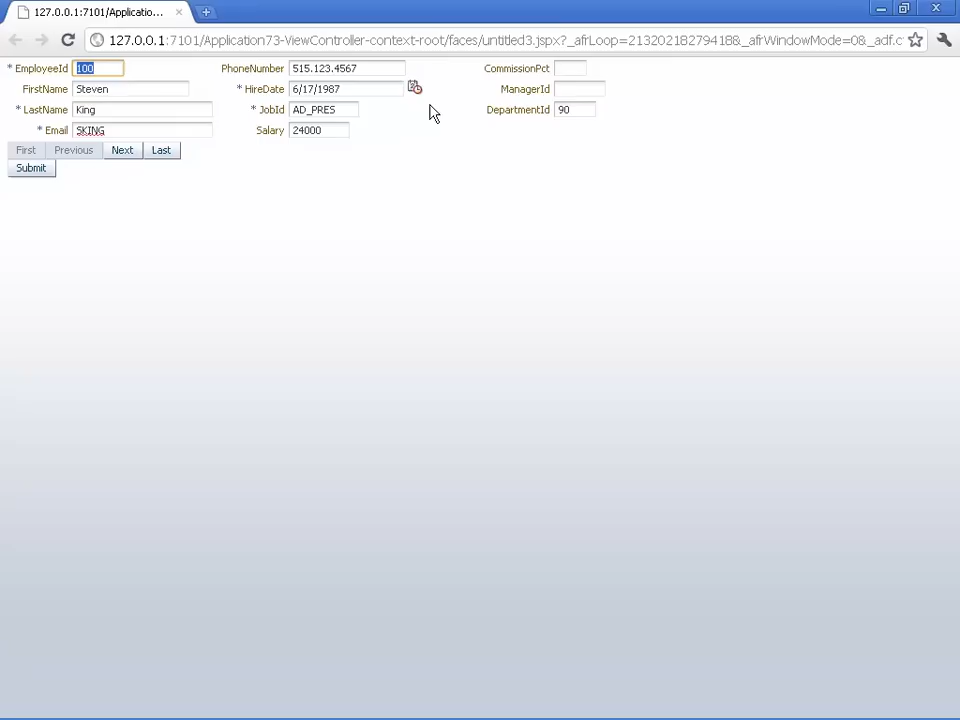 127.0.0.1:7101/Applicatio...
127.0.0.1:7101/Application73-ViewController-context-root/faces/untitled3.jspx?_afrLoop=21320218279418&_afrWindowMode=0&_adf.c
* EmployeeId 100 PhoneNumber 515.123.4567 CommissionPct
FirstName Steven * HireDate 6/17/1987 ManagerId
* LastName King * JobId AD_PRES DepartmentId 90
* Email SKING Salary 24000
First Previous Next Last
Submit